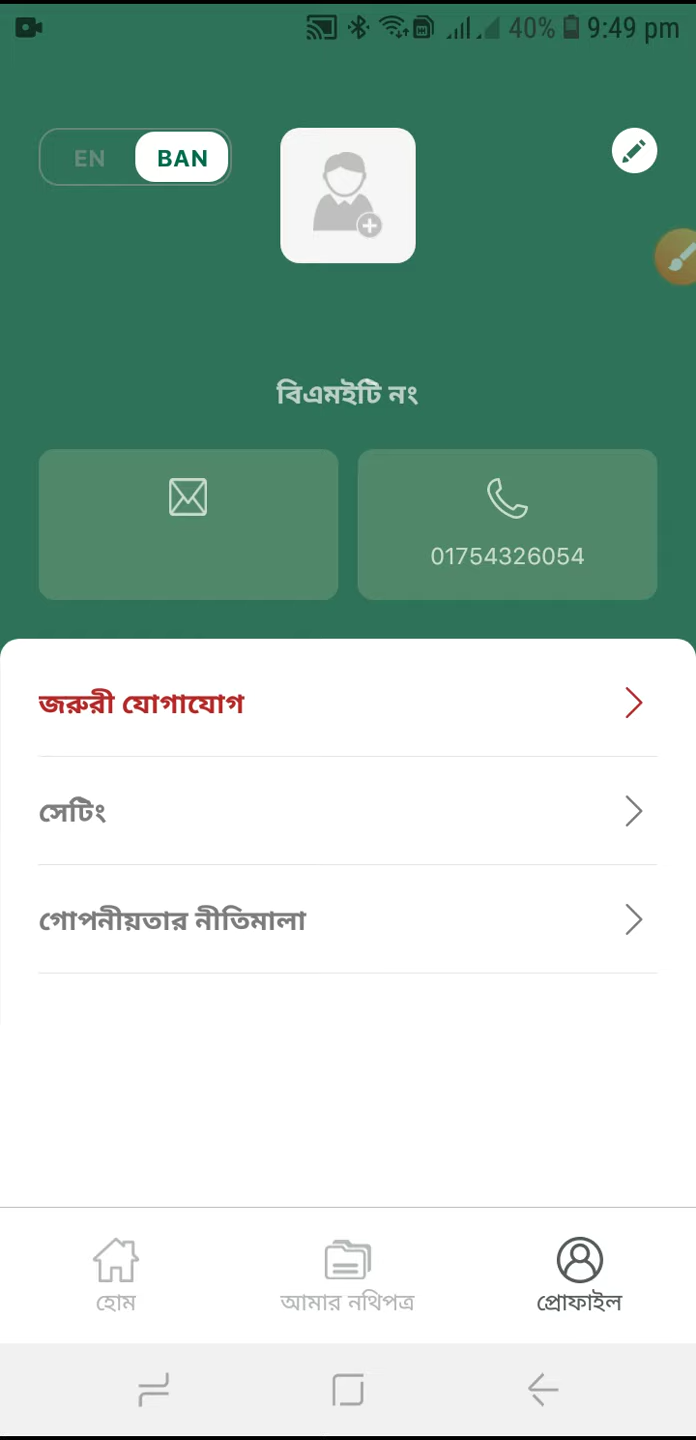 40% 9:49 pm
EN BAN
বিএমইটি নং
01754326054
জরুরী যোগাযোগ
সেটিং
গোপনীয়তার নীতিমালা
হোম আমার নথিপত্র প্রোফাইল